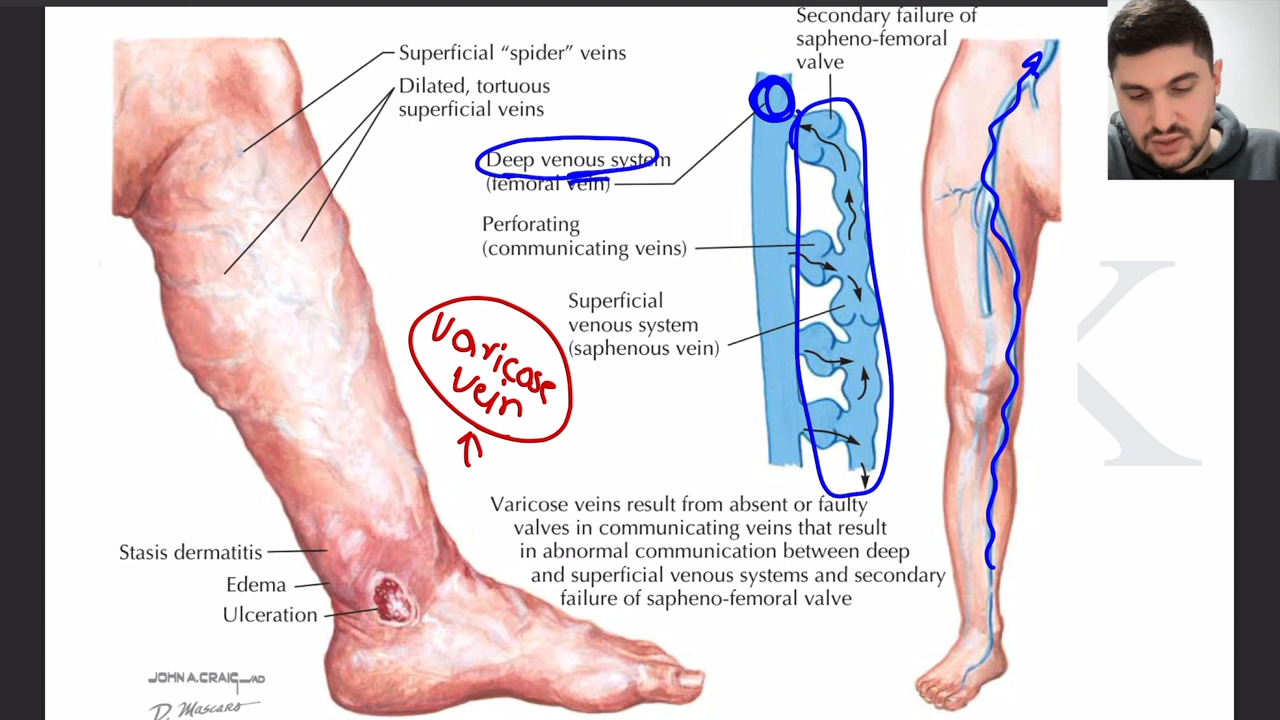 Superficial “spider” veins
Dilated, tortuous
superficial veins
Deep venous system
(femoral vein)
Perforating
(communicating veins)
Superficial
venous system
(saphenous vein)
Secondary failure of
sapheno-femoral
valve
varicose
vein
Varicose veins result from absent or faulty
valves in communicating veins that result
in abnormal communication between deep
and superficial venous systems and secondary
failure of sapheno-femoral valve
Stasis dermatitis
Edema
Ulceration
JOHN A. CRAIG MD
D. Mascaro
K